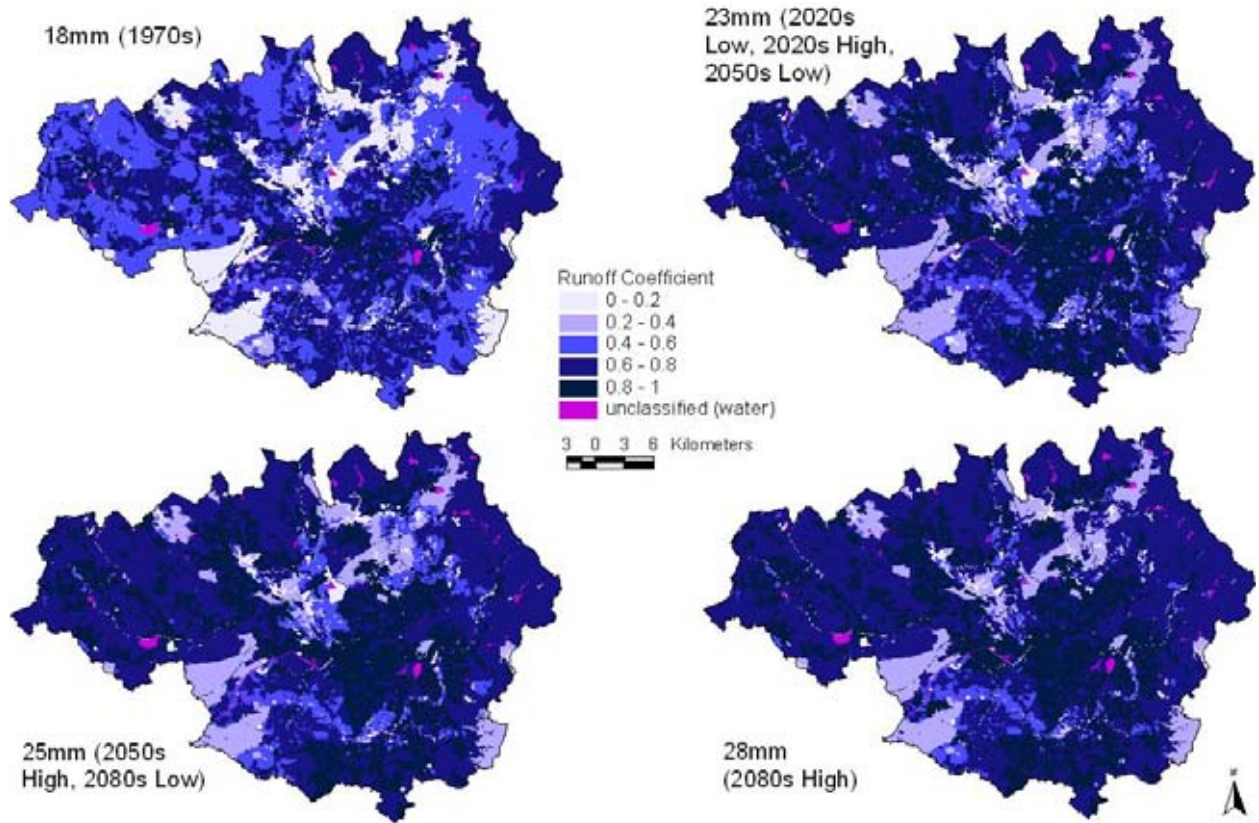 18mm (1970s)
23mm (2020s
Low, 2020s High,
2050s Low)
Runoff Coefficient
0 - 0.2
0.2 - 0.4
0.4 - 0.6
0.6 - 0.8
0.8 - 1
unclassified (water)
3 0 3 6 Kilometers
25mm (2050s
High, 2080s Low)
28mm
(2080s High)